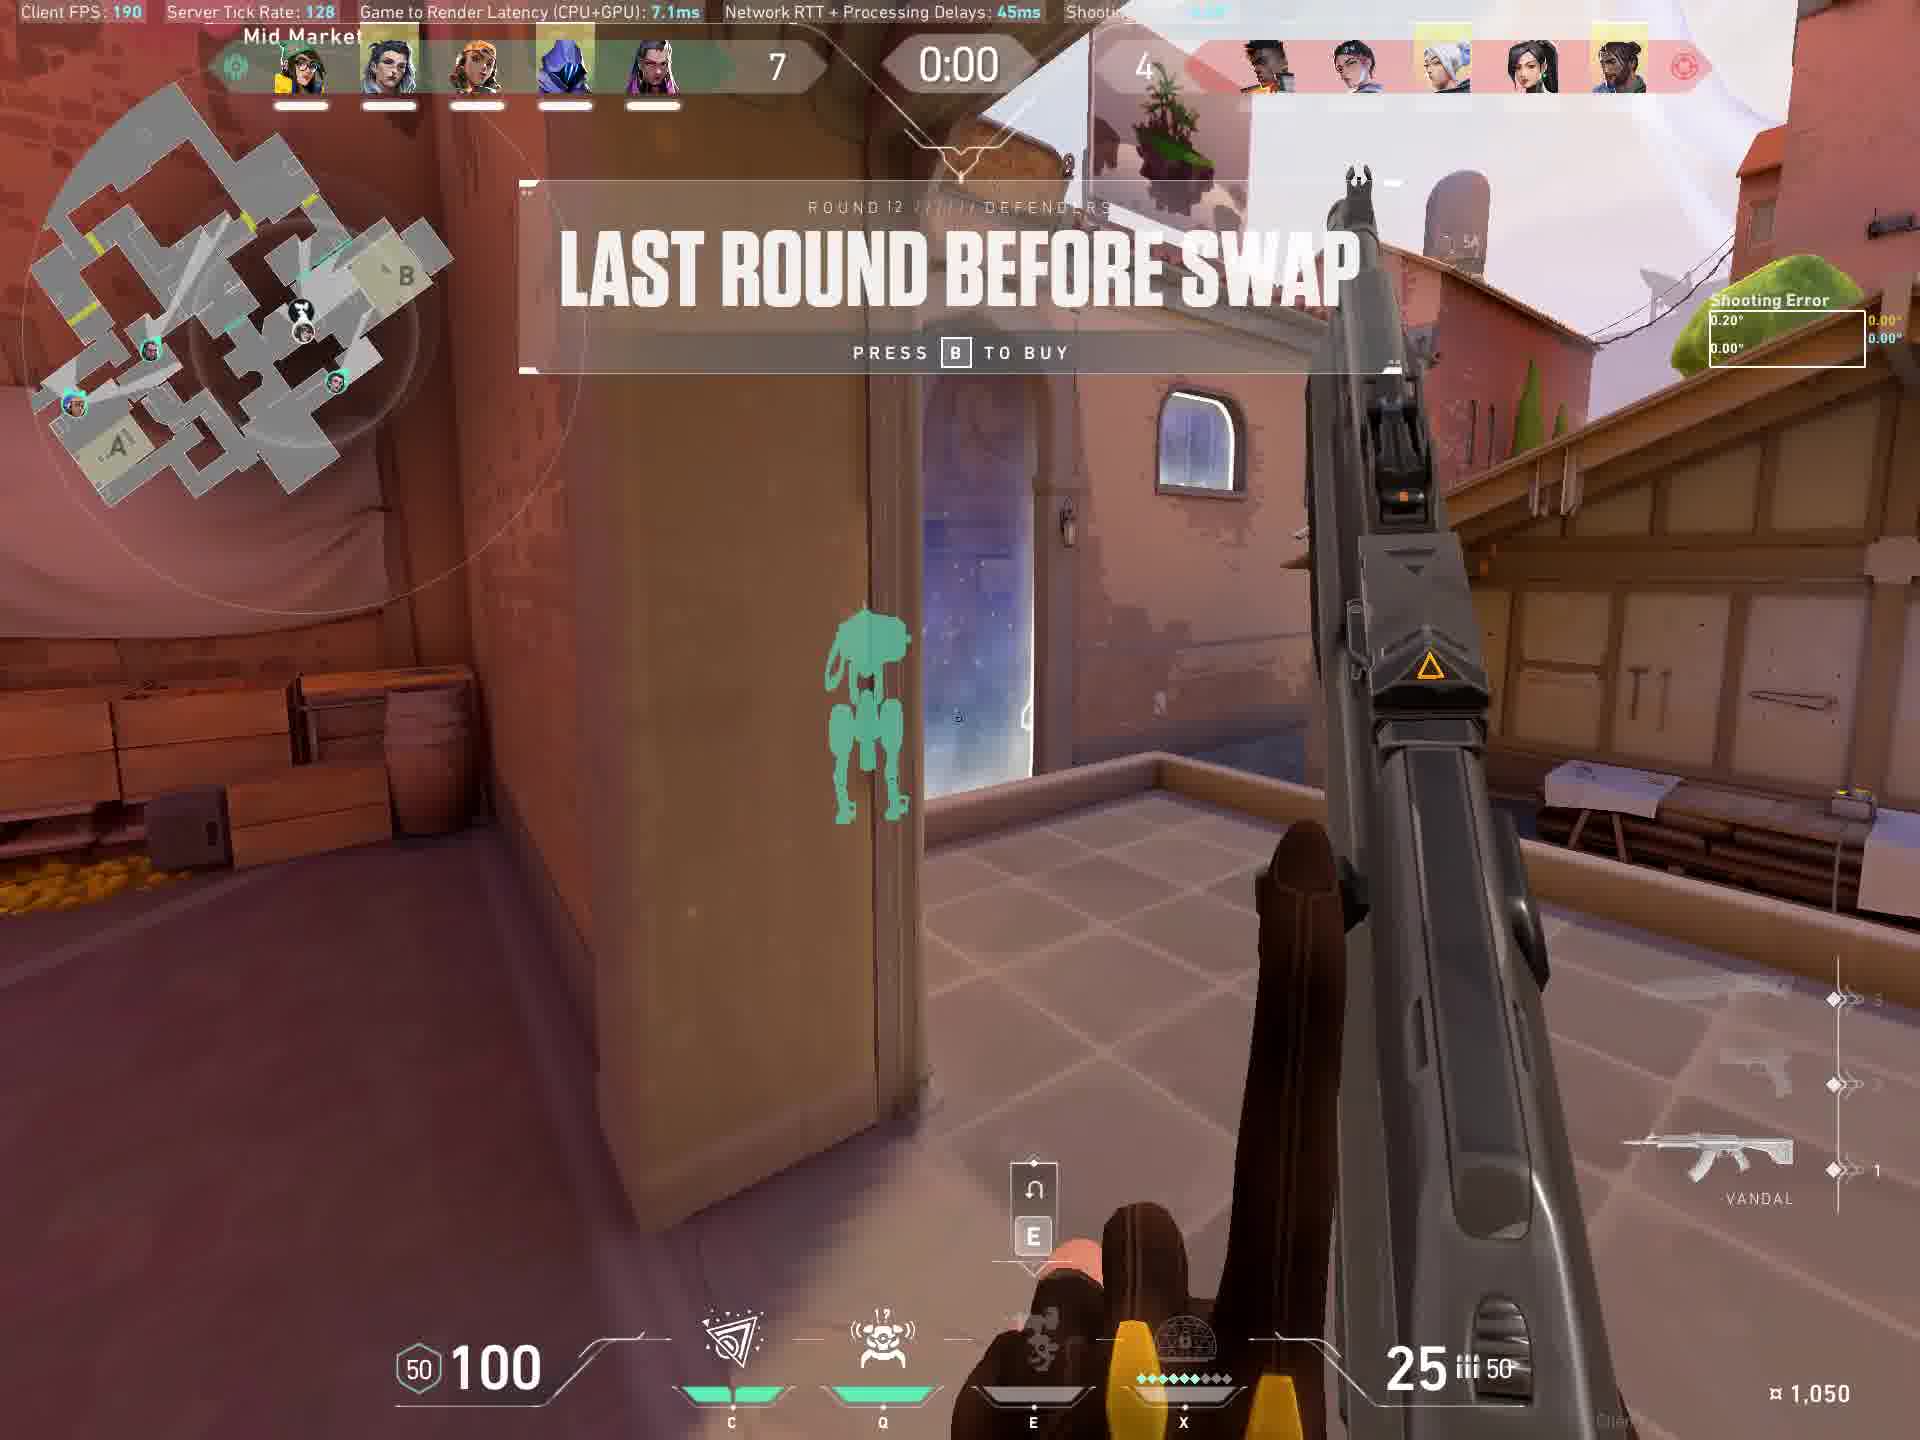 Client FPS: 190 Server Tick Rate: 128 Game to Render Latency (CPU+GPU): 7.1ms Network RTT + Processing Delays: 45ms
Mid Market
7 0:00 4
ROUND 12 ////// DEFENDERS
LAST ROUND BEFORE SWAP
PRESS B TO BUY
B
A
Shooting Error
0.20° 0.00°
0.00° 0.00°
3
2
1
VANDAL
E
50 100
25 50
¤ 1,050
C Q E X